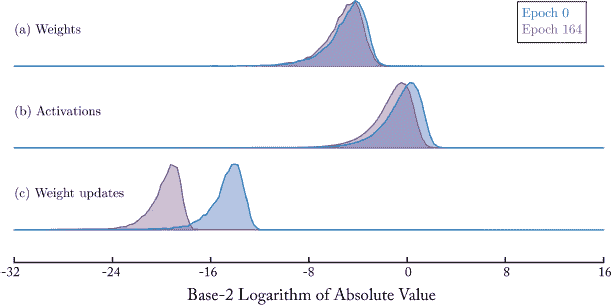 (a) Weights
Epoch 0
Epoch 164
(b) Activations
(c) Weight updates
-32 -24 -16 -8 0 8 16
Base-2 Logarithm of Absolute Value